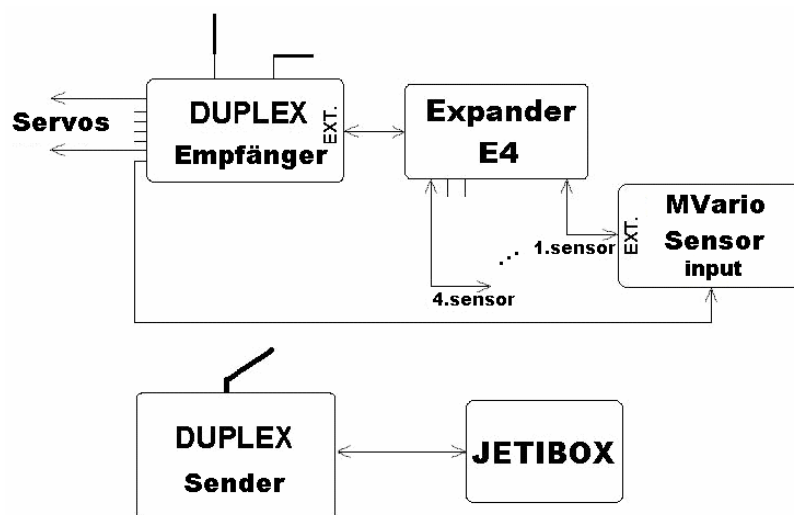 Servos
DUPLEX
Empfänger
EXT.
Expander
E4
MVario
Sensor
input
EXT.
1.sensor
4.sensor
DUPLEX
Sender
JETIBOX